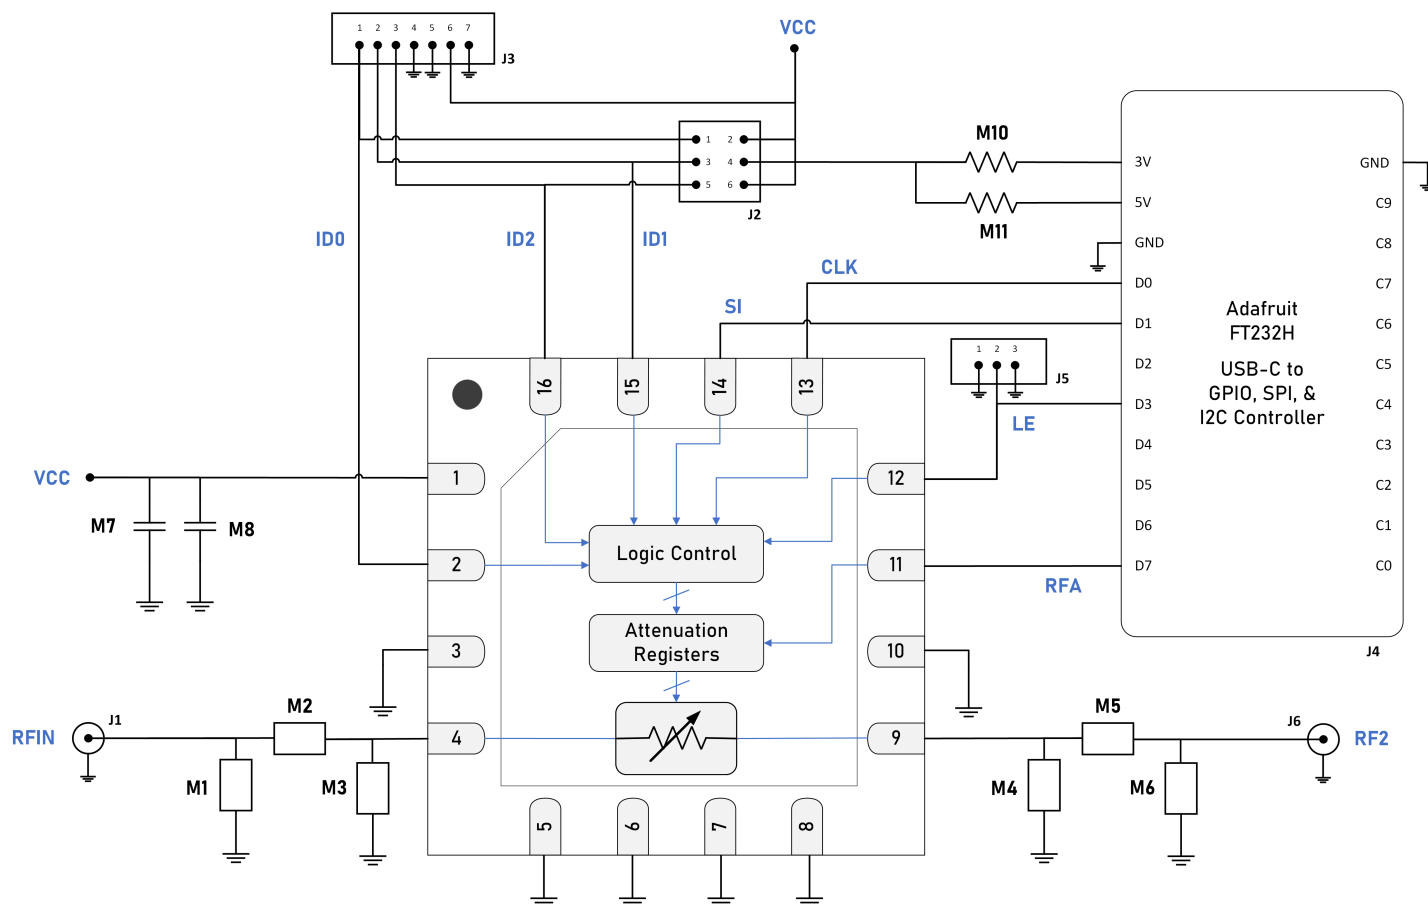 1 2 3 4 5 6 7
J3
VCC
1 2
3 4
5 6
J2
M10
M11
ID0
ID2
ID1
CLK
SI
3V
5V
GND
D0
D1
D2
D3
D4
D5
D6
D7
GND
C9
C8
C7
C6
C5
C4
C3
C2
C1
C0
Adafruit
FT232H
USB-C to
GPIO, SPI, &
I2C Controller
J4
1 2 3
J5
LE
RFA
16 15 14 13
VCC
M7
M8
1
2
3
4
12
11
10
9
Logic Control
Attenuation
Registers
5 6 7 8
RFIN
J1
M2
M1
M3
M5
M4
M6
J6
RF2